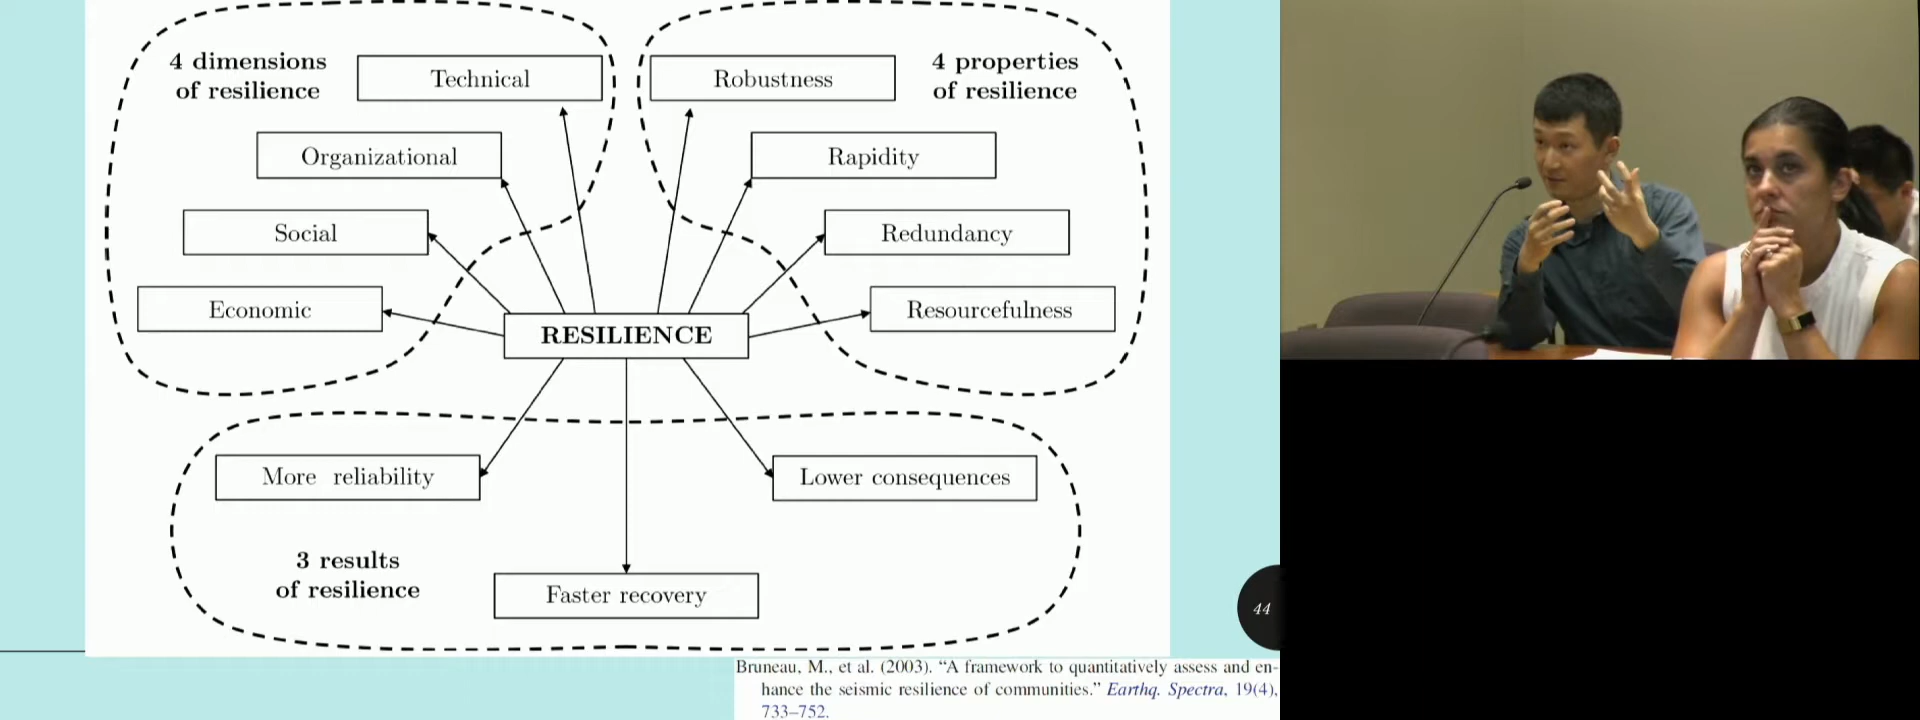 4 dimensions
of resilience
Technical
Organizational
Social
Economic
Robustness
4 properties
of resilience
Rapidity
Redundancy
Resourcefulness
RESILIENCE
More reliability
Lower consequences
3 results
of resilience
Faster recovery
44
Bruneau, M., et al. (2003). “A framework to quantitatively assess and en-
hance the seismic resilience of communities.” Earthq. Spectra, 19(4),
733–752.